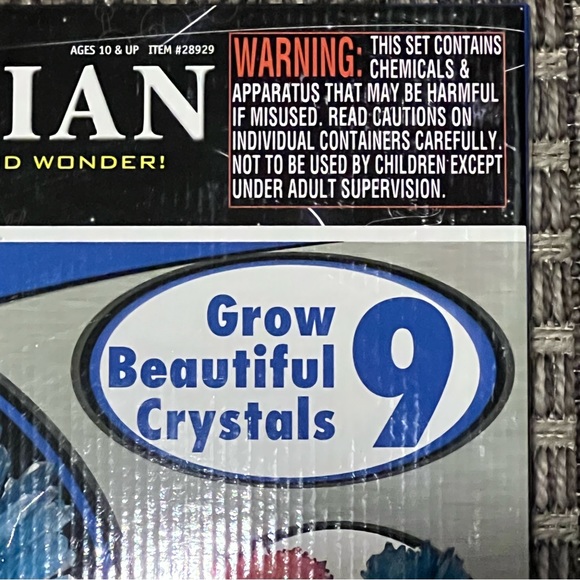 AGES 10 & UP ITEM #28929
IAN
D WONDER!
WARNING: THIS SET CONTAINS
CHEMICALS &
APPARATUS THAT MAY BE HARMFUL
IF MISUSED. READ CAUTIONS ON
INDIVIDUAL CONTAINERS CAREFULLY.
NOT TO BE USED BY CHILDREN EXCEPT
UNDER ADULT SUPERVISION.
Grow
Beautiful
Crystals
9